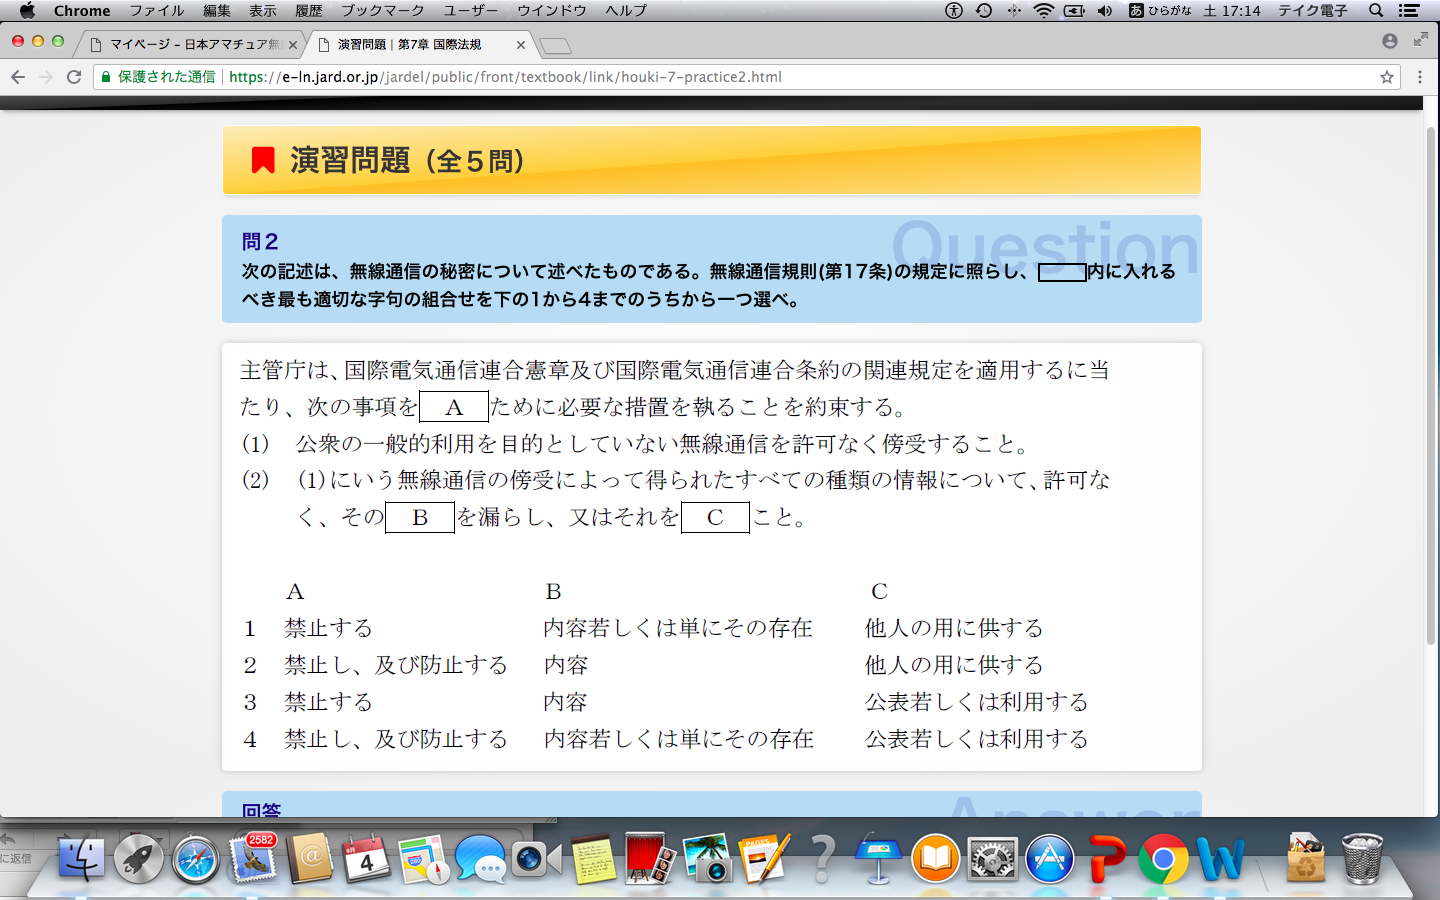 Chrome ファイル 編集 表示 履歴 ブックマーク ユーザー ウインドウ ヘルプ あ ひらがな 土 17:14 テイク電子
マイページ – 日本アマチュア無 演習問題 | 第7章 国際法規
保護された通信 https://e-ln.jard.or.jp/jardel/public/front/textbook/link/houki-7-practice2.html
演習問題（全５問）
Question
問２
次の記述は、無線通信の秘密について述べたものである。無線通信規則(第17条)の規定に照らし、 内に入れる
べき最も適切な字句の組合せを下の1から4までのうちから一つ選べ。
主管庁は、国際電気通信連合憲章及び国際電気通信連合条約の関連規定を適用するに当
たり、次の事項を A ために必要な措置を執ることを約束する。
(1) 公衆の一般的利用を目的としていない無線通信を許可なく傍受すること。
(2) (1)にいう無線通信の傍受によって得られたすべての種類の情報について、許可な
く、その B を漏らし、又はそれを C こと。
A B C
1 禁止する 内容若しくは単にその存在 他人の用に供する
2 禁止し、及び防止する 内容 他人の用に供する
3 禁止する 内容 公表若しくは利用する
4 禁止し、及び防止する 内容若しくは単にその存在 公表若しくは利用する
回答
Answer
に返信
2582
9月
4
280
PAGES